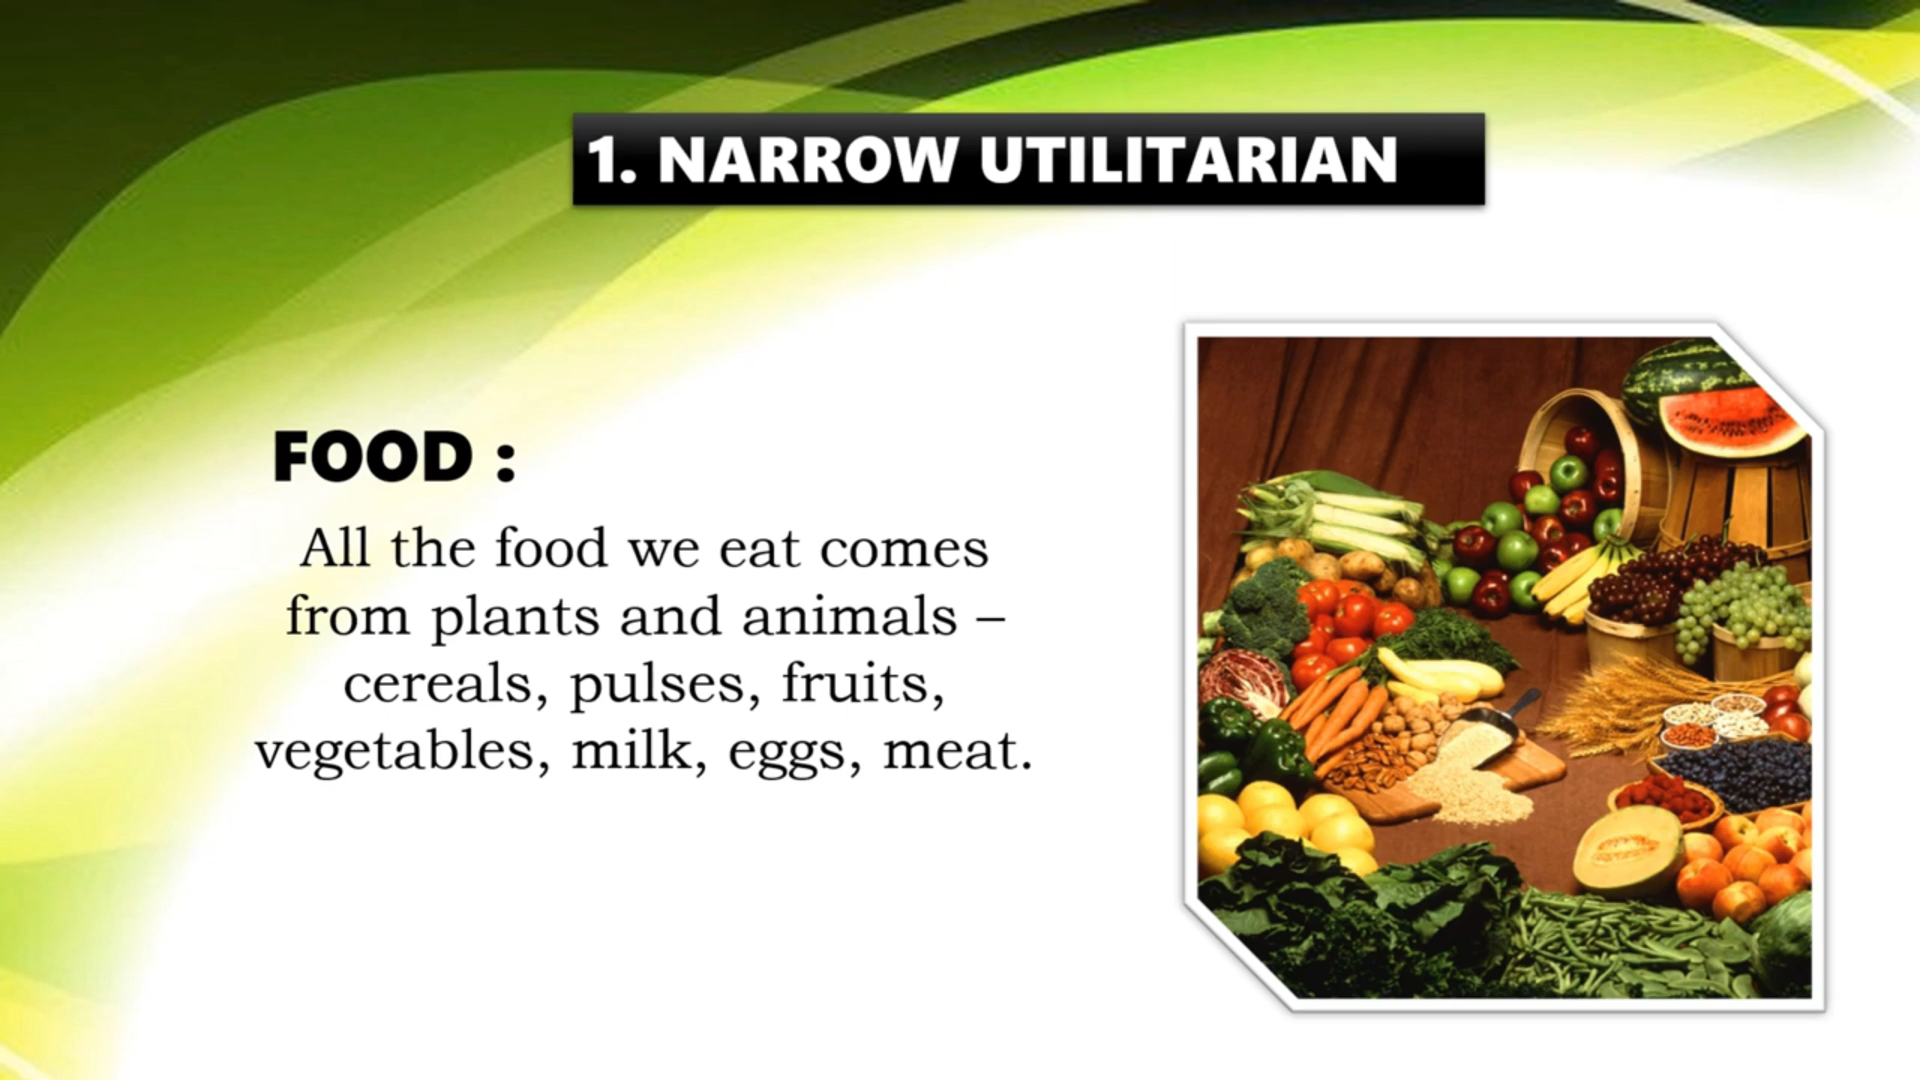 1. NARROW UTILITARIAN
FOOD :
All the food we eat comes
from plants and animals –
cereals, pulses, fruits,
vegetables, milk, eggs, meat.